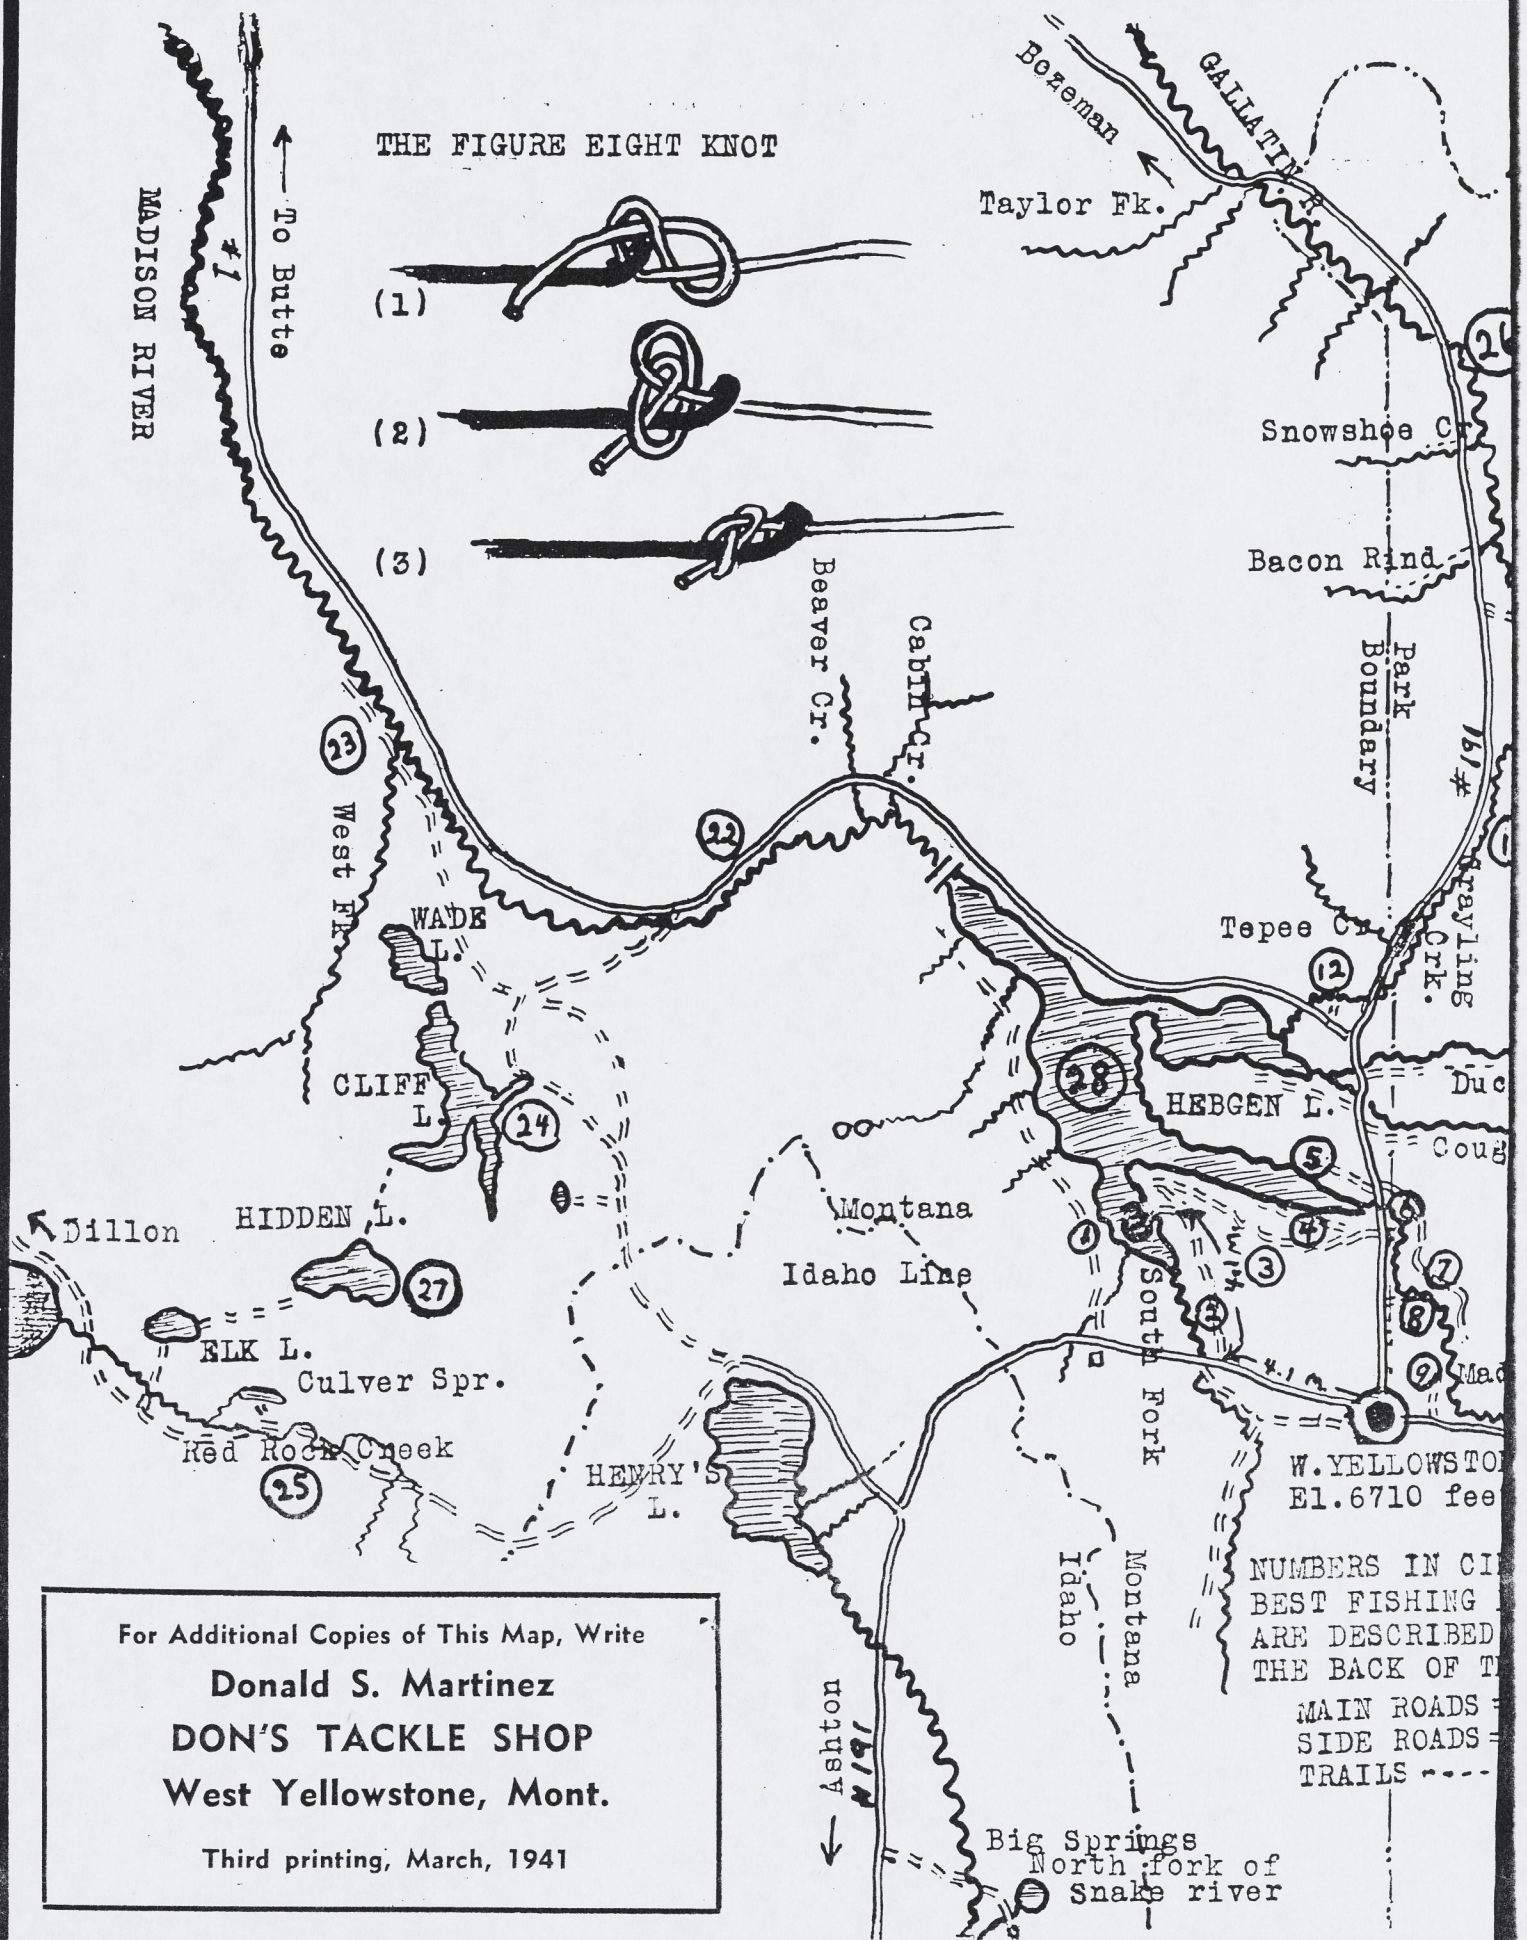 Bozeman
GALLATIN R
THE FIGURE EIGHT KNOT
Taylor Fk.
MADISON RIVER
#1
To Butte
(1)
(2)
(3)
Snowshoe Cr
Bacon Rind
Park
Boundary
#191
Beaver Cr.
Cabin Cr.
23
22
West Fk
WADE
L.
Tepee Cr
12
Grayling
Crk.
CLIFF
L.
24
28
HEBGEN L.
Duc
Coug
5
6
4
Dillon
HIDDEN L.
Montana
Idaho Line
1
3
7
27
2
8
South Fork
ELK L.
Culver Spr.
9
Mad
Red Rock Creek
25
HENRY'S
L.
W.YELLOWSTO
El.6710 fee
Montana
Idaho
NUMBERS IN CI
BEST FISHING
ARE DESCRIBED
THE BACK OF T
MAIN ROADS =
SIDE ROADS =
TRAILS ----
For Additional Copies of This Map, Write
Donald S. Martinez
DON'S TACKLE SHOP
West Yellowstone, Mont.
Third printing, March, 1941
Ashton
#191
Big Springs
North fork of
Snake river